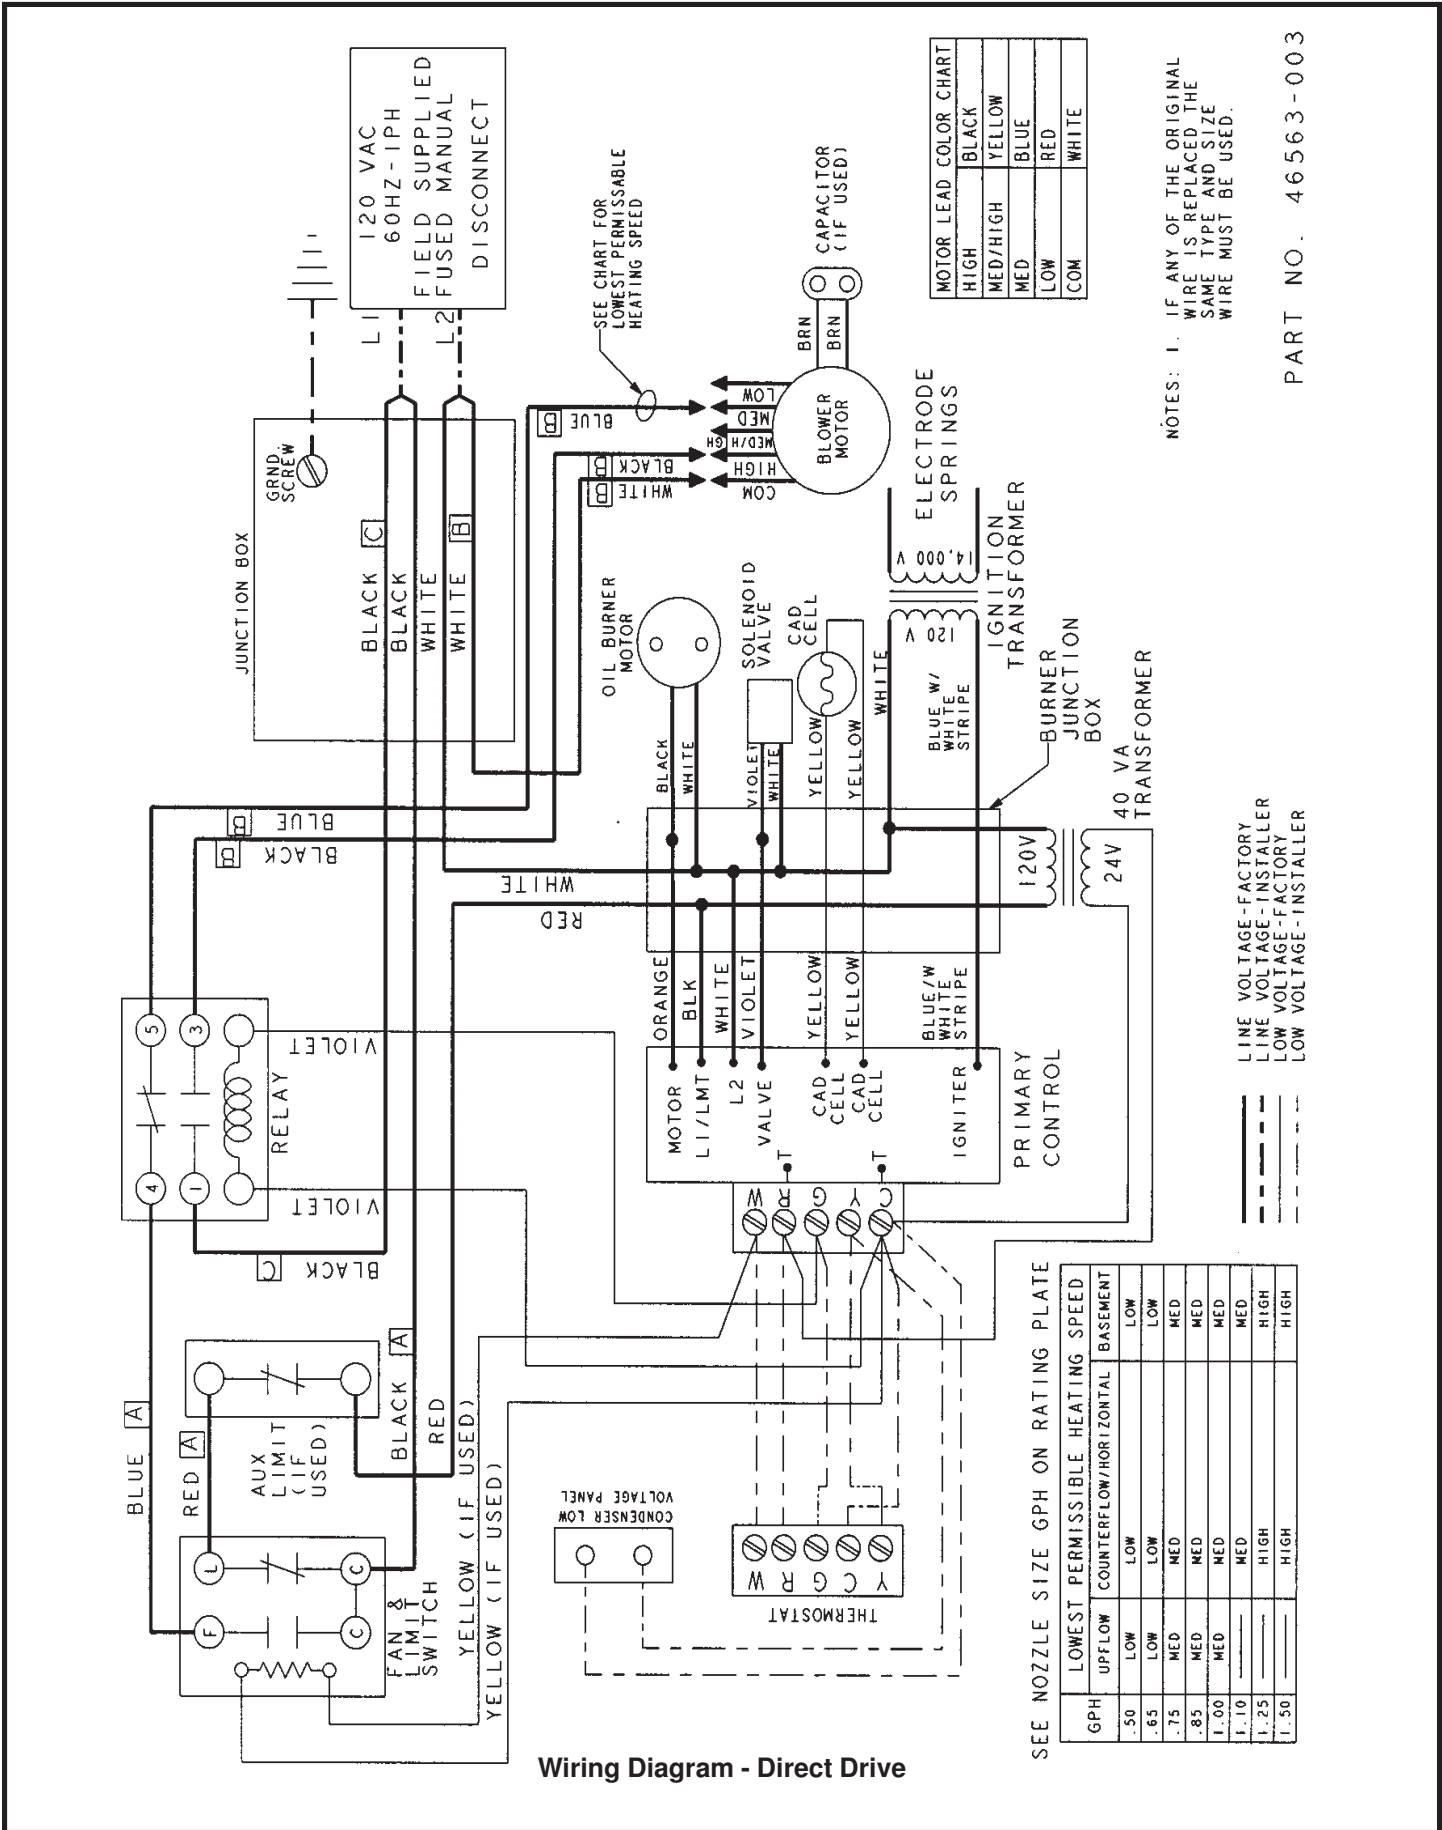 120 VAC
60HZ-1PH
FIELD SUPPLIED
FUSED MANUAL
DISCONNECT
L1
L2
GRND.
SCREW
JUNCTION BOX
BLACK
C
BLACK
WHITE
WHITE
B
SEE CHART FOR
LOWEST PERMISSABLE
HEATING SPEED
B
BLUE
B
BLACK
B
WHITE
LOW
MED
MED/HIGH
HIGH
COM
BLOWER
MOTOR
BRN
BRN
CAPACITOR
(IF USED)
MOTOR LEAD COLOR CHART
HIGH BLACK
MED/HIGH YELLOW
MED BLUE
LOW RED
COM WHITE
NOTES: 1. IF ANY OF THE ORIGINAL
WIRE IS REPLACED THE
SAME TYPE AND SIZE
WIRE MUST BE USED.
PART NO. 46563-003
OIL BURNER
MOTOR
SOLENOID
VALVE
CAD
CELL
ELECTRODE
SPRINGS
14,000 V
120 V
IGNITION
TRANSFORMER
BLACK
WHITE
VIOLET
WHITE
YELLOW
YELLOW
WHITE
BLUE W/
WHITE
STRIPE
BURNER
JUNCTION
BOX
40 VA
TRANSFORMER
120V
24V
B
BLUE
B
BLACK
WHITE
RED
5
3
4
1
RELAY
VIOLET
VIOLET
C
BLACK
ORANGE
BLK
WHITE
VIOLET
YELLOW
YELLOW
BLUE/W
WHITE
STRIPE
MOTOR
L1/LMT
L2
VALVE
CAD
CELL
CAD
CELL
IGNITER
PRIMARY
CONTROL
T
T
W
R
G
Y
C
LINE VOLTAGE-FACTORY
LINE VOLTAGE-INSTALLER
LOW VOLTAGE-FACTORY
LOW VOLTAGE-INSTALLER
A
BLUE
A
RED
AUX
LIMIT
(IF
USED)
A
BLACK
RED
YELLOW (IF USED)
YELLOW (IF USED)
L
C
F
C
FAN &
LIMIT
SWITCH
CONDENSER LOW
VOLTAGE PANEL
W
R
G
C
Y
THERMOSTAT
SEE NOZZLE SIZE GPH ON RATING PLATE
LOWEST PERMISSIBLE HEATING SPEED
GPH UPFLOW COUNTERFLOW/HORIZONTAL BASEMENT
.50 LOW LOW LOW
.65 LOW LOW LOW
.75 MED MED MED
.85 MED MED MED
1.00 MED MED MED
1.10 —— MED MED
1.25 —— HIGH HIGH
1.50 —— HIGH HIGH
Wiring Diagram - Direct Drive